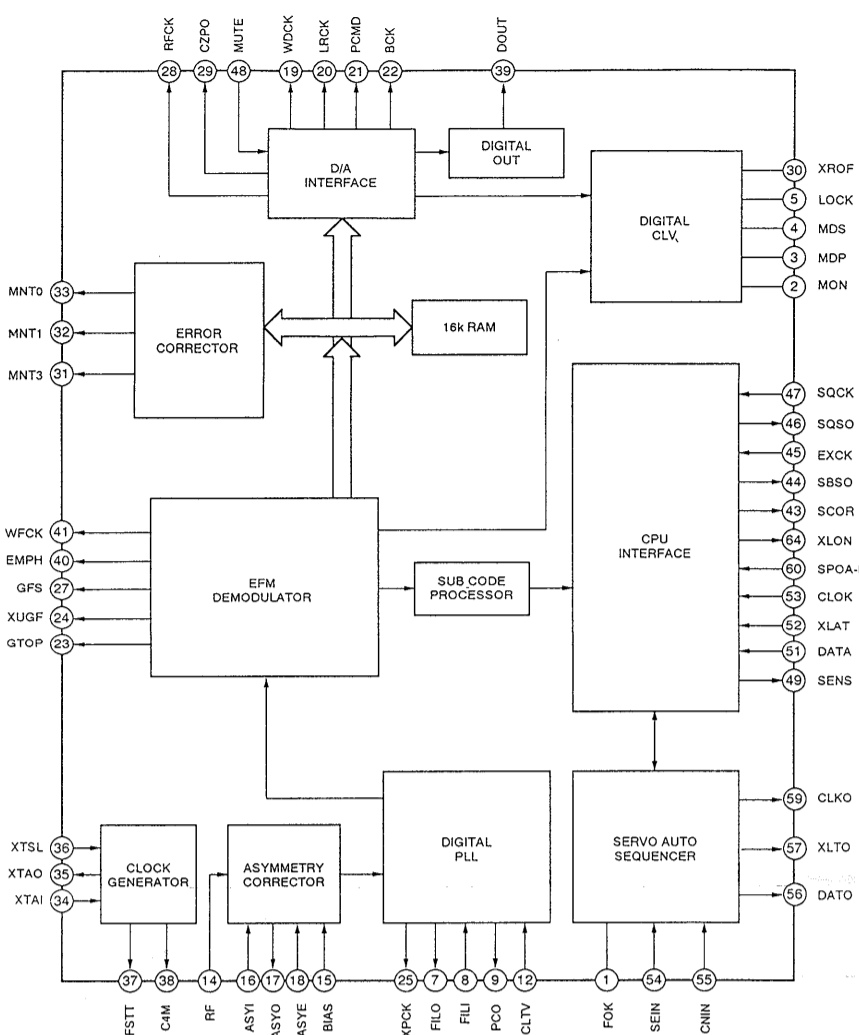 RFCK
CZPO
MUTE
WDCK
LRCK
PCMD
BCK
DOUT
28
29
48
19
20
21
22
39
D/A
INTERFACE
DIGITAL
OUT
DIGITAL
CLV
30 XROF
5 LOCK
4 MDS
3 MDP
2 MON
MNT0 33
MNT1 32
MNT3 31
ERROR
CORRECTOR
16k RAM
47 SQCK
46 SQSO
45 EXCK
44 SBSO
43 SCOR
64 XLON
60 SPOA-
53 CLOK
52 XLAT
51 DATA
49 SENS
CPU
INTERFACE
WFCK 41
EMPH 40
GFS 27
XUGF 24
GTOP 23
EFM
DEMODULATOR
SUB CODE
PROCESSOR
XTSL 36
XTAO 35
XTAI 34
CLOCK
GENERATOR
ASYMMETRY
CORRECTOR
DIGITAL
PLL
SERVO AUTO
SEQUENCER
59 CLKO
57 XLTO
56 DATO
37
38
14
16
17
18
15
25
7
8
9
12
1
54
55
FSTT
C4M
RF
ASYI
ASYO
ASYE
BIAS
XPCK
FILO
FILI
PCO
CLTV
FOK
SEIN
CNIN